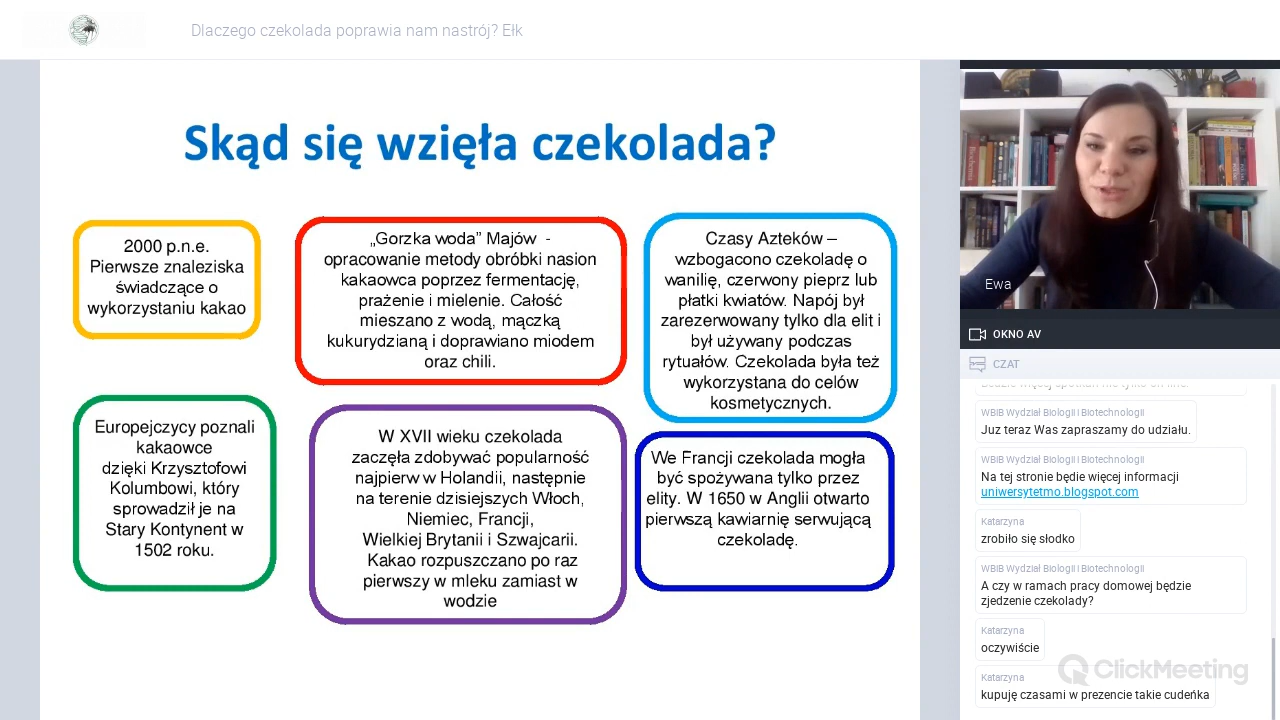 Dlaczego czekolada poprawia nam nastrój? Ełk
Skąd się wzięła czekolada?
2000 p.n.e.
Pierwsze znaleziska
świadczące o
wykorzystaniu kakao
„Gorzka woda” Majów -
opracowanie metody obróbki nasion
kakaowca poprzez fermentację,
prażenie i mielenie. Całość
mieszano z wodą, mączką
kukurydzianą i doprawiano miodem
oraz chili.
Czasy Azteków –
wzbogacono czekoladę o
wanilię, czerwony pieprz lub
płatki kwiatów. Napój był
zarezerwowany tylko dla elit i
był używany podczas
rytuałów. Czekolada była też
wykorzystana do celów
kosmetycznych.
Europejczycy poznali
kakaowce
dzięki Krzysztofowi
Kolumbowi, który
sprowadził je na
Stary Kontynent w
1502 roku.
W XVII wieku czekolada
zaczęła zdobywać popularność
najpierw w Holandii, następnie
na terenie dzisiejszych Włoch,
Niemiec, Francji,
Wielkiej Brytanii i Szwajcarii.
Kakao rozpuszczano po raz
pierwszy w mleku zamiast w
wodzie
We Francji czekolada mogła
być spożywana tylko przez
elity. W 1650 w Anglii otwarto
pierwszą kawiarnię serwującą
czekoladę.
Ewa
OKNO AV
CZAT
WBiB Wydział Biologii i Biotechnologii
Juz teraz Was zapraszamy do udziału.
WBiB Wydział Biologii i Biotechnologii
Na tej stronie będie więcej informacji
uniwersytetmo.blogspot.com
Katarzyna
zrobiło się słodko
WBiB Wydział Biologii i Biotechnologii
A czy w ramach pracy domowej będzie
zjedzenie czekolady?
Katarzyna
oczywiście
ClickMeeting
Katarzyna
kupuję czasami w prezencie takie cudeńka